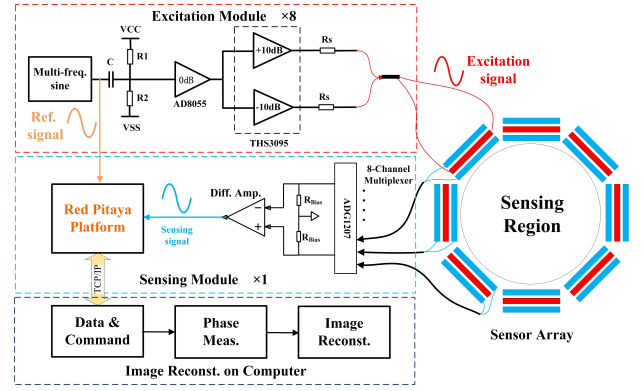 Excitation Module ×8
VCC
Multi-freq.
sine
C
R1
R2
VSS
0dB
AD8055
+10dB
-10dB
THS3095
Rs
Rs
Excitation
signal
Ref.
signal
8-Channel
Multiplexer
Diff. Amp.
RBias
RBias
ADG1207
Red Pitaya
Platform
Sensing
signal
Sensing Module ×1
TCP/IP
Sensing
Region
Sensor Array
Data &
Command
Phase
Meas.
Image
Reconst.
Image Reconst. on Computer